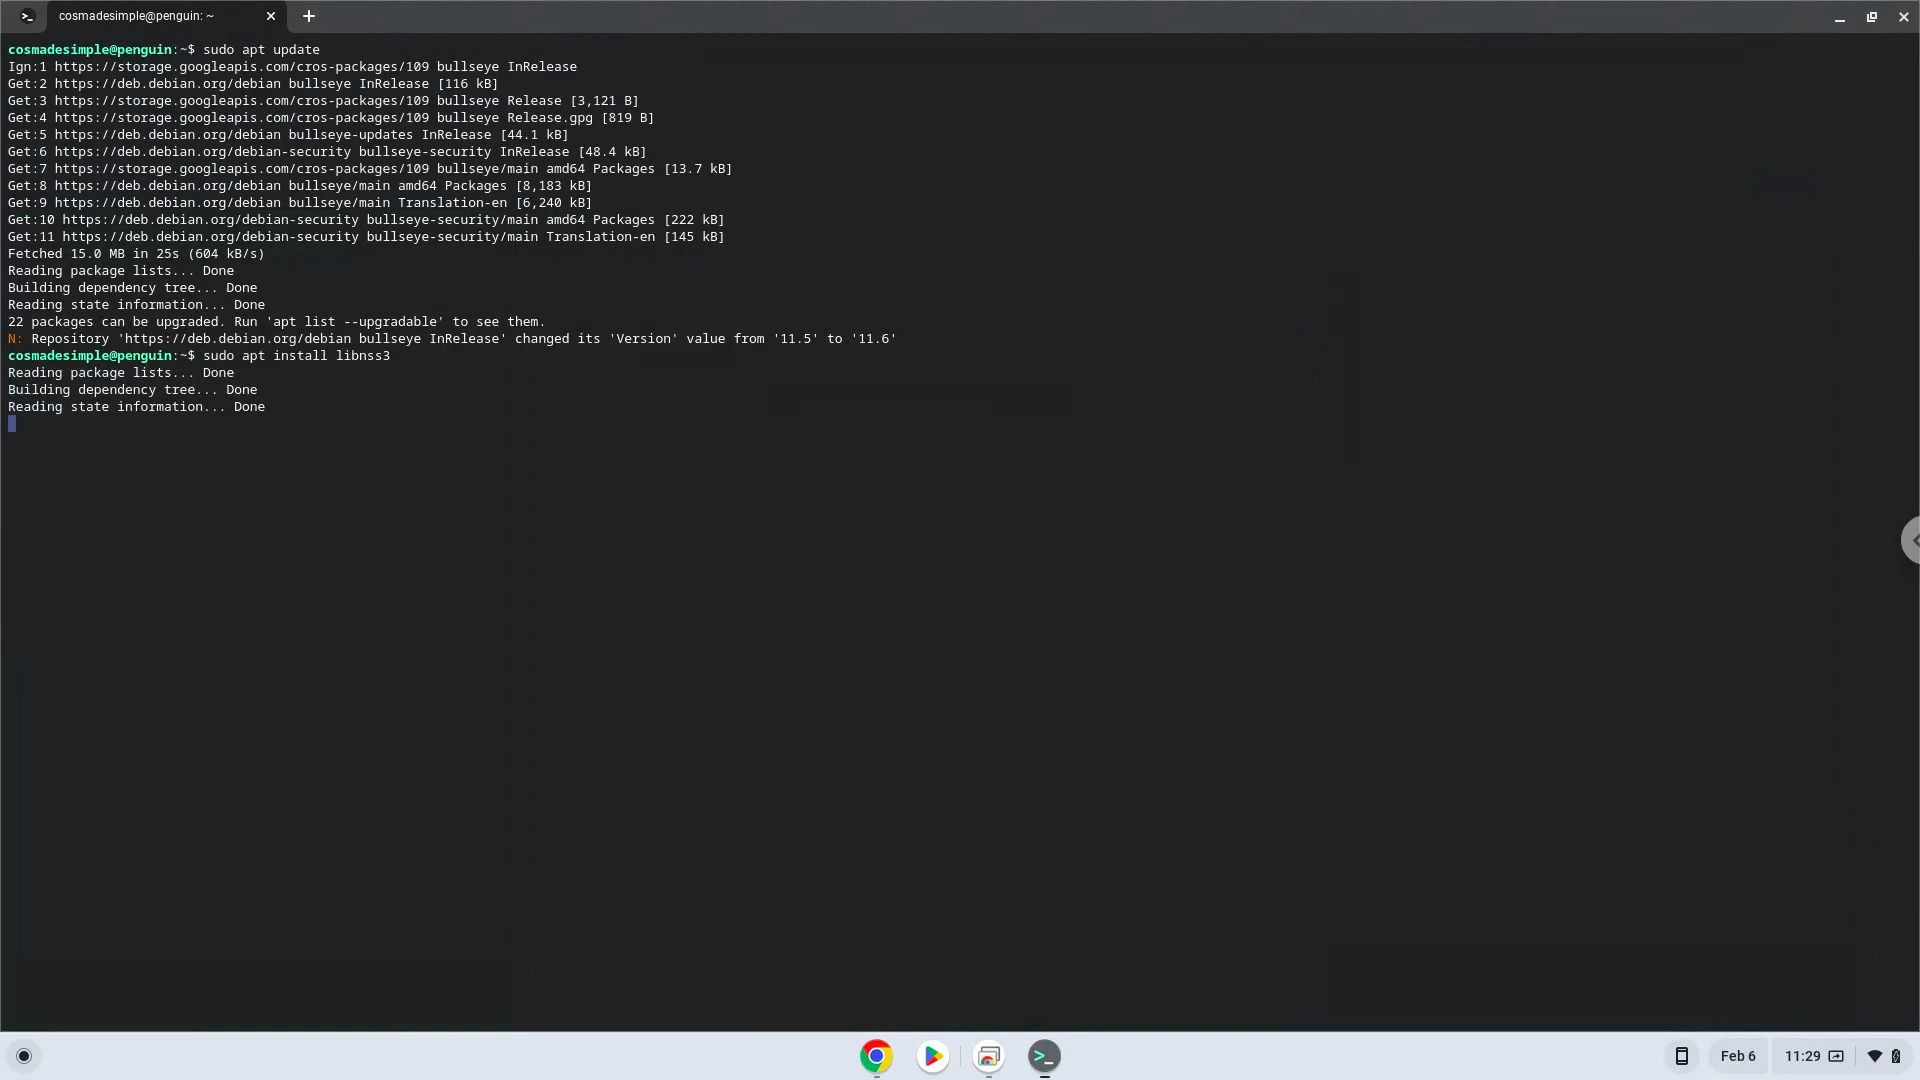 cosmadesimple@penguin: ~
cosmadesimple@penguin:~$ sudo apt update
Ign:1 https://storage.googleapis.com/cros-packages/109 bullseye InRelease
Get:2 https://deb.debian.org/debian bullseye InRelease [116 kB]
Get:3 https://storage.googleapis.com/cros-packages/109 bullseye Release [3,121 B]
Get:4 https://storage.googleapis.com/cros-packages/109 bullseye Release.gpg [819 B]
Get:5 https://deb.debian.org/debian bullseye-updates InRelease [44.1 kB]
Get:6 https://deb.debian.org/debian-security bullseye-security InRelease [48.4 kB]
Get:7 https://storage.googleapis.com/cros-packages/109 bullseye/main amd64 Packages [13.7 kB]
Get:8 https://deb.debian.org/debian bullseye/main amd64 Packages [8,183 kB]
Get:9 https://deb.debian.org/debian bullseye/main Translation-en [6,240 kB]
Get:10 https://deb.debian.org/debian-security bullseye-security/main amd64 Packages [222 kB]
Get:11 https://deb.debian.org/debian-security bullseye-security/main Translation-en [145 kB]
Fetched 15.0 MB in 25s (604 kB/s)
Reading package lists... Done
Building dependency tree... Done
Reading state information... Done
22 packages can be upgraded. Run 'apt list --upgradable' to see them.
N: Repository 'https://deb.debian.org/debian bullseye InRelease' changed its 'Version' value from '11.5' to '11.6'
cosmadesimple@penguin:~$ sudo apt install libnss3
Reading package lists... Done
Building dependency tree... Done
Reading state information... Done
Feb 6 11:29